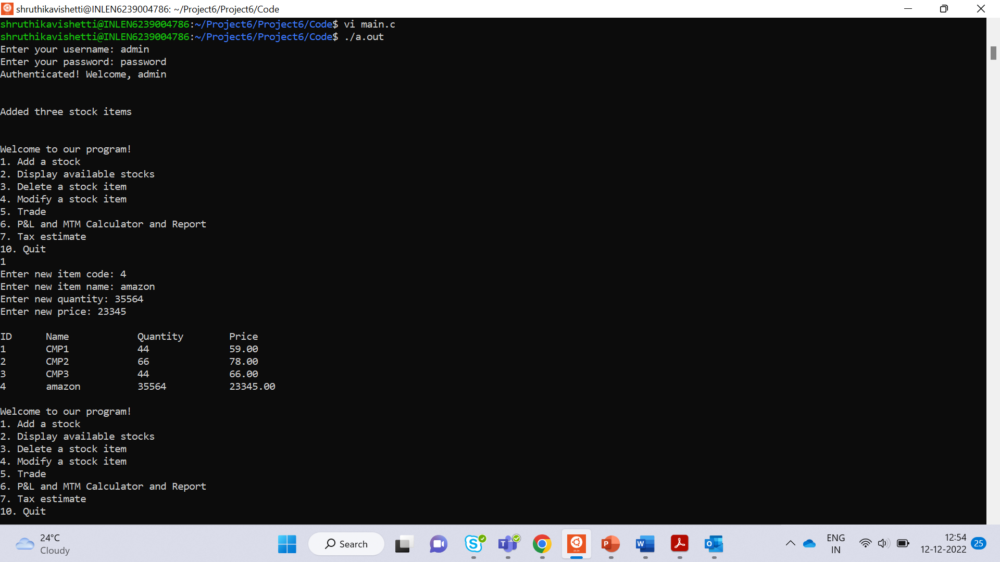 shruthikavishetti@INLEN6239004786: ~/Project6/Project6/Code
shruthikavishetti@INLEN6239004786:~/Project6/Project6/Code$ vi main.c
shruthikavishetti@INLEN6239004786:~/Project6/Project6/Code$ ./a.out
Enter your username: admin
Enter your password: password
Authenticated! Welcome, admin
Added three stock items
Welcome to our program!
1. Add a stock
2. Display available stocks
3. Delete a stock item
4. Modify a stock item
5. Trade
6. P&L and MTM Calculator and Report
7. Tax estimate
10. Quit
1
Enter new item code: 4
Enter new item name: amazon
Enter new quantity: 35564
Enter new price: 23345
ID Name Quantity Price
1 CMP1 44 59.00
2 CMP2 66 78.00
3 CMP3 44 66.00
4 amazon 35564 23345.00
Welcome to our program!
1. Add a stock
2. Display available stocks
3. Delete a stock item
4. Modify a stock item
5. Trade
6. P&L and MTM Calculator and Report
7. Tax estimate
10. Quit
24°C
Cloudy
Search
ENG
IN
12:54
12-12-2022
25